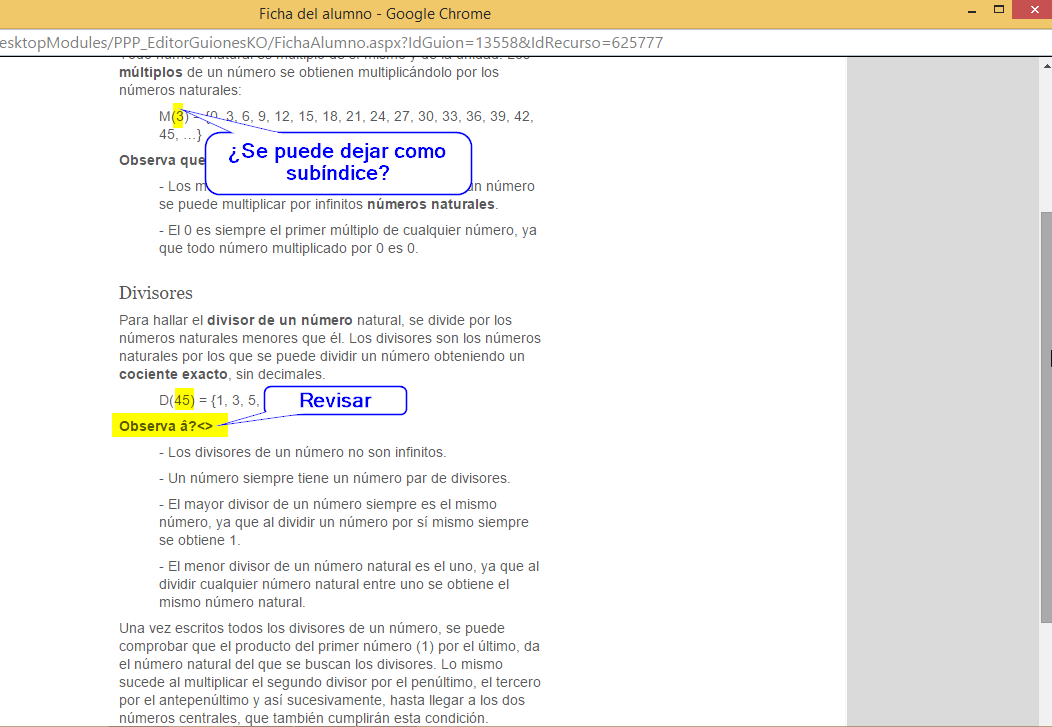 Ficha del alumno - Google Chrome
esktopModules/PPP_EditorGuionesKO/FichaAlumno.aspx?IdGuion=13558&IdRecurso=625777
múltiplos de un número se obtienen multiplicándolo por los
números naturales:
M(3) = {0, 3, 6, 9, 12, 15, 18, 21, 24, 27, 30, 33, 36, 39, 42,
45, ...}
¿Se puede dejar como
subíndice?
Observa que
- Los
un número
se puede multiplicar por infinitos números naturales.
- El 0 es siempre el primer múltiplo de cualquier número, ya
que todo número multiplicado por 0 es 0.
Divisores
Para hallar el divisor de un número natural, se divide por los
números naturales menores que él. Los divisores son los números
naturales por los que se puede dividir un número obteniendo un
cociente exacto, sin decimales.
D(45) = {1, 3, 5,
Revisar
Observa â?<>
- Los divisores de un número no son infinitos.
- Un número siempre tiene un número par de divisores.
- El mayor divisor de un número siempre es el mismo
número, ya que al dividir un número por sí mismo siempre
se obtiene 1.
- El menor divisor de un número natural es el uno, ya que al
dividir cualquier número natural entre uno se obtiene el
mismo número natural.
Una vez escritos todos los divisores de un número, se puede
comprobar que el producto del primer número (1) por el último, da
el número natural del que se buscan los divisores. Lo mismo
sucede al multiplicar el segundo divisor por el penúltimo, el tercero
por el antepenúltimo y así sucesivamente, hasta llegar a los dos
números centrales, que también cumplirán esta condición.